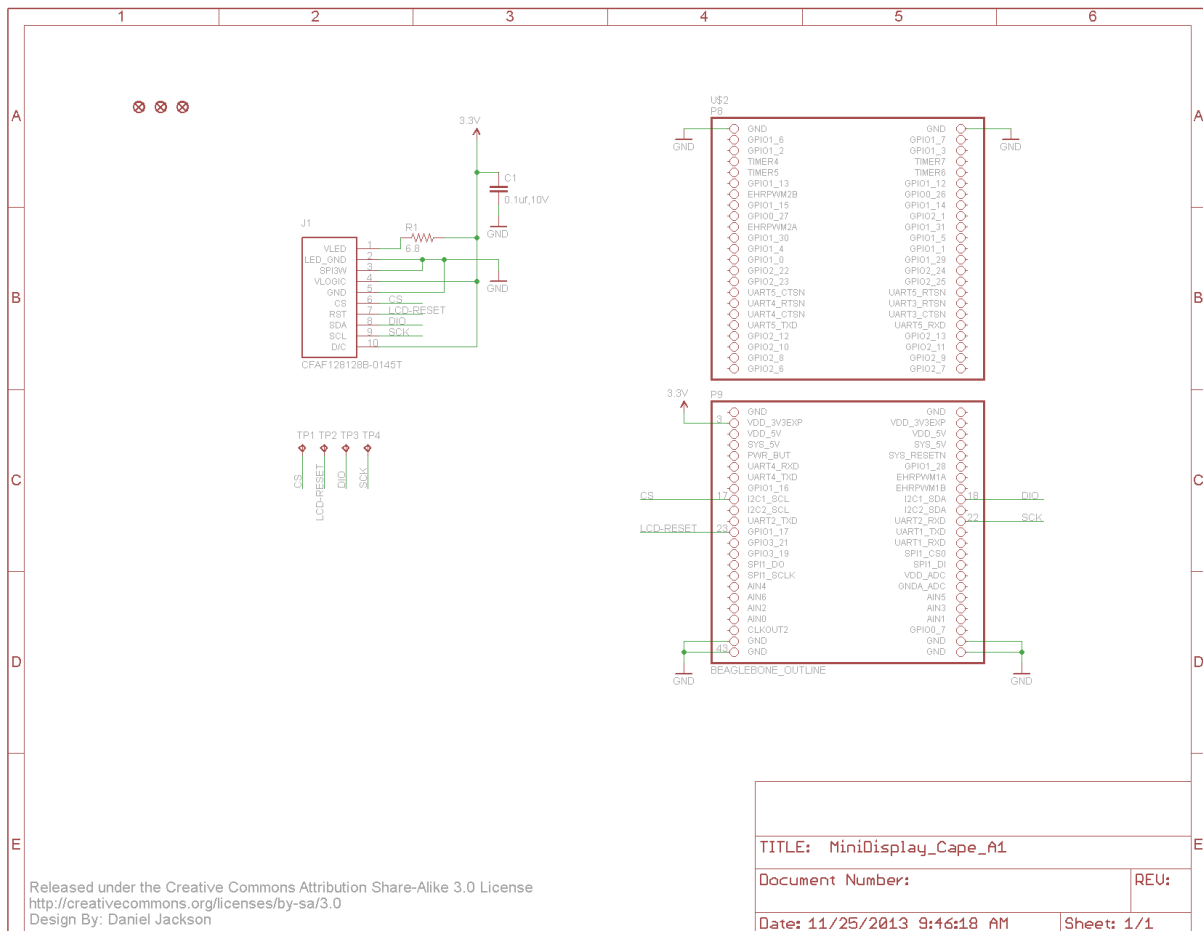 1 2 3 4 5 6
A A
B B
C C
D D
E E
3.3V
C1
0.1uf,10V
GND
J1
R1
6.8
VLED 1
LED_GND 2
SPI3W 3
VLOGIC 4
GND 5
CS 6 CS
RST 7 LCD-RESET
SDA 8 DIO
SCL 9 SCK
D/C 10
GND
CFAF128128B-0145T
TP1 TP2 TP3 TP4
CS
LCD-RESET
DIO
SCK
U$2
P8
GND GND
GND GND
GPIO1_6 GPIO1_7
GPIO1_2 GPIO1_3
TIMER4 TIMER7
TIMER5 TIMER6
GPIO1_13 GPIO1_12
EHRPWM2B GPIO0_26
GPIO1_15 GPIO1_14
GPIO0_27 GPIO2_1
EHRPWM2A GPIO1_31
GPIO1_30 GPIO1_5
GPIO1_4 GPIO1_1
GPIO1_0 GPIO1_29
GPIO2_22 GPIO2_24
GPIO2_23 GPIO2_25
UART5_CTSN UART5_RTSN
UART4_RTSN UART3_RTSN
UART4_CTSN UART3_CTSN
UART5_TXD UART5_RXD
GPIO2_12 GPIO2_13
GPIO2_10 GPIO2_11
GPIO2_8 GPIO2_9
GPIO2_6 GPIO2_7
3.3V
P9
GND GND
3 VDD_3V3EXP VDD_3V3EXP
VDD_5V VDD_5V
SYS_5V SYS_5V
PWR_BUT SYS_RESETN
UART4_RXD GPIO1_28
UART4_TXD EHRPWM1A
GPIO1_16 EHRPWM1B
CS 17 I2C1_SCL I2C1_SDA 18 DIO
I2C2_SCL I2C2_SDA
UART2_TXD UART2_RXD 22 SCK
LCD-RESET 23 GPIO1_17 UART1_TXD
GPIO3_21 UART1_RXD
GPIO3_19 SPI1_CS0
SPI1_DO SPI1_DI
SPI1_SCLK VDD_ADC
AIN4 GNDA_ADC
AIN6 AIN5
AIN2 AIN3
AIN0 AIN1
CLKOUT2 GPIO0_7
GND GND
43 GND GND
GND GND
BEAGLEBONE_OUTLINE
TITLE: MiniDisplay_Cape_A1
Document Number: REV:
Date: 11/25/2013 9:46:18 AM Sheet: 1/1
Released under the Creative Commons Attribution Share-Alike 3.0 License
http://creativecommons.org/licenses/by-sa/3.0
Design By: Daniel Jackson